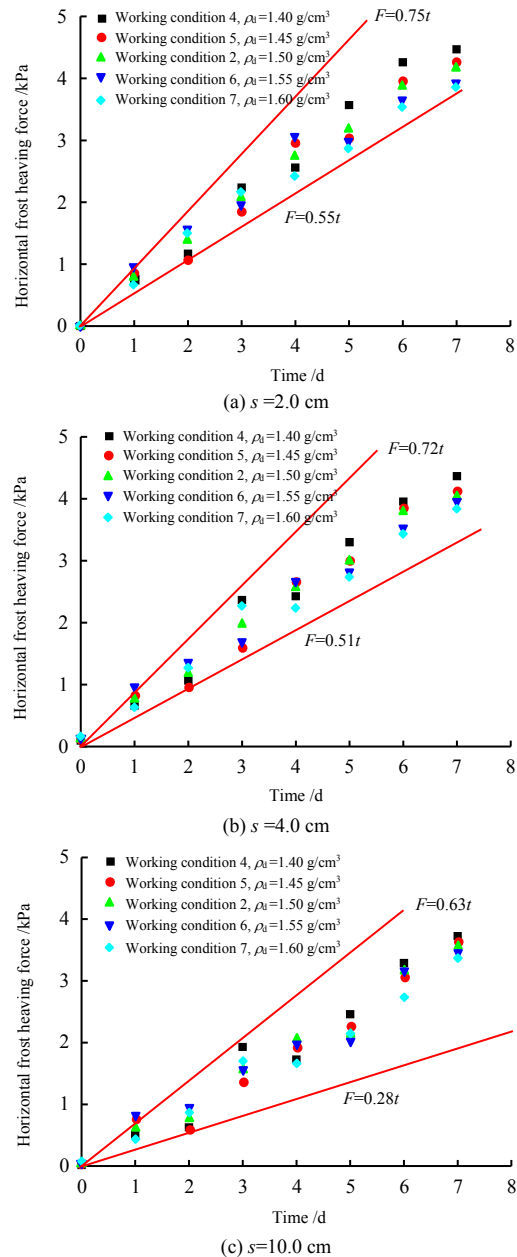 5
4
3
2
1
0
Horizontal frost heaving force /kPa
Working condition 4, ρd=1.40 g/cm³
Working condition 5, ρd=1.45 g/cm³
Working condition 2, ρd=1.50 g/cm³
Working condition 6, ρd=1.55 g/cm³
Working condition 7, ρd=1.60 g/cm³
F=0.75t
F=0.55t
0 1 2 3 4 5 6 7 8
Time /d
(a) s =2.0 cm
5
4
3
2
1
0
Horizontal frost heaving force /kPa
Working condition 4, ρd=1.40 g/cm³
Working condition 5, ρd=1.45 g/cm³
Working condition 2, ρd=1.50 g/cm³
Working condition 6, ρd=1.55 g/cm³
Working condition 7, ρd=1.60 g/cm³
F=0.72t
F=0.51t
0 1 2 3 4 5 6 7 8
Time /d
(b) s =4.0 cm
5
4
3
2
1
0
Horizontal frost heaving force /kPa
Working condition 4, ρd=1.40 g/cm³
Working condition 5, ρd=1.45 g/cm³
Working condition 2, ρd=1.50 g/cm³
Working condition 6, ρd=1.55 g/cm³
Working condition 7, ρd=1.60 g/cm³
F=0.63t
F=0.28t
0 1 2 3 4 5 6 7 8
Time /d
(c) s=10.0 cm